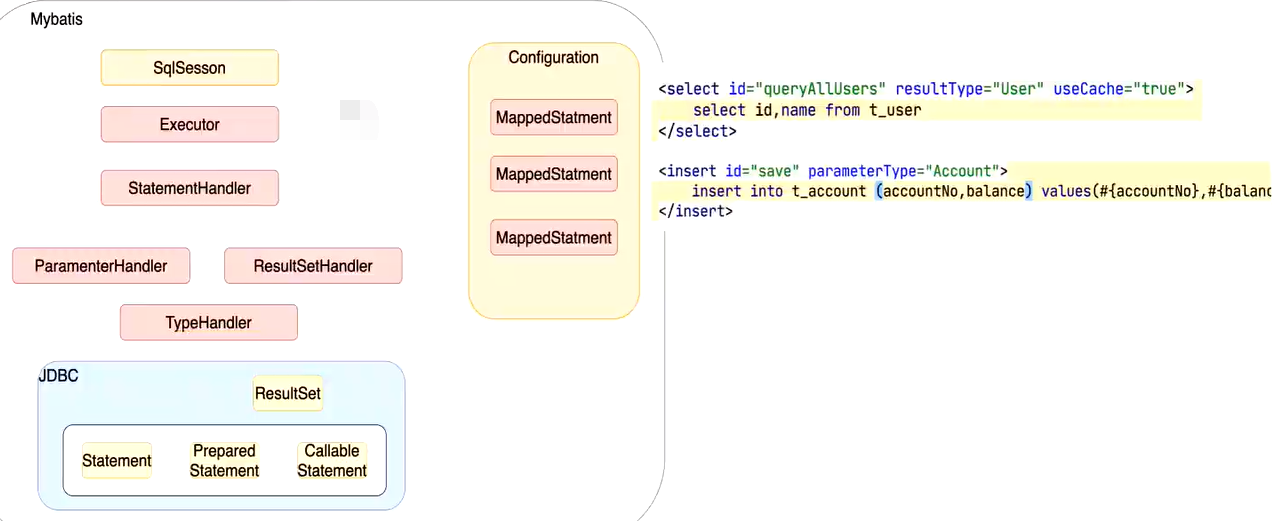 Mybatis
SqlSesson
Executor
StatementHandler
ParamenterHandler
ResultSetHandler
TypeHandler
JDBC
ResultSet
Statement
Prepared
Statement
Callable
Statement
Configuration
MappedStatment
MappedStatment
MappedStatment
<select id="queryAllUsers" resultType="User" useCache="true">
select id,name from t_user
</select>
<insert id="save" parameterType="Account">
insert into t_account (accountNo,balance) values(#{accountNo},#{balanc
</insert>